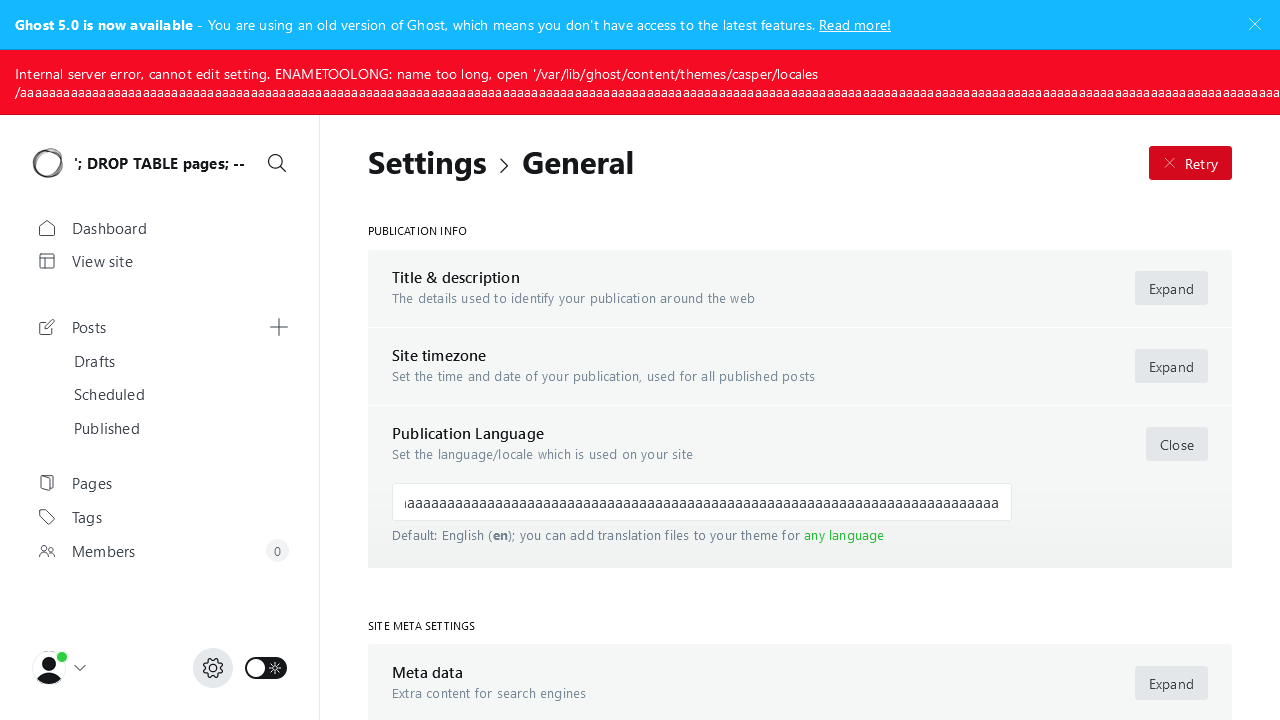 Ghost 5.0 is now available - You are using an old version of Ghost, which means you don't have access to the latest features. Read more!
Internal server error, cannot edit setting. ENAMETOOLONG: name too long, open '/var/lib/ghost/content/themes/casper/locales
'; DROP TABLE pages; --
Dashboard
View site
Posts
Drafts
Scheduled
Published
Pages
Tags
Members
0
Settings
General
Retry
PUBLICATION INFO
Title & description
The details used to identify your publication around the web
Expand
Site timezone
Set the time and date of your publication, used for all published posts
Expand
Publication Language
Set the language/locale which is used on your site
Close
Default: English (en); you can add translation files to your theme for any language
SITE META SETTINGS
Meta data
Extra content for search engines
Expand